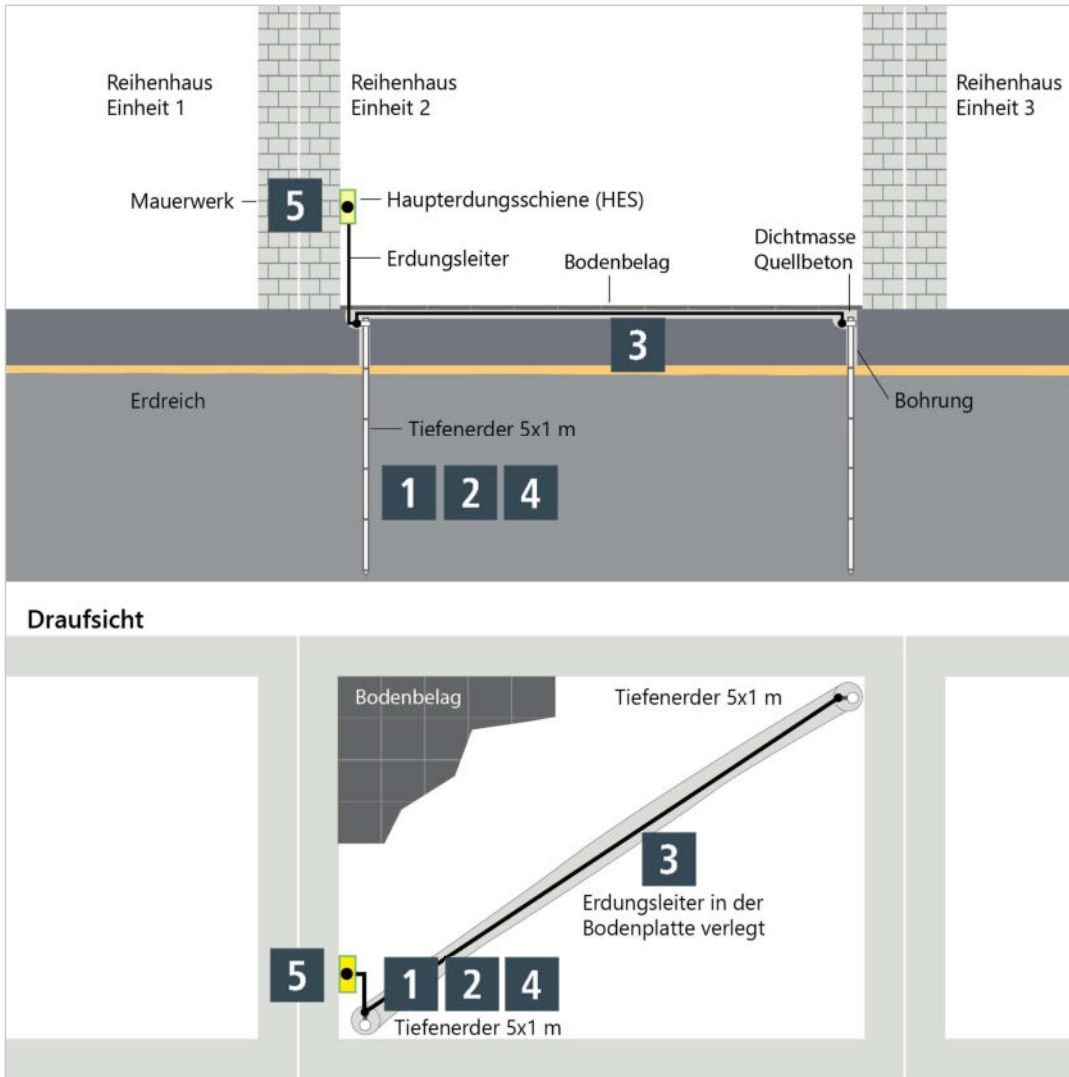 Reihenhaus
Einheit 1
Reihenhaus
Einheit 2
Reihenhaus
Einheit 3
Mauerwerk
5
Haupterdungsschiene (HES)
Erdungsleiter
Bodenbelag
Dichtmasse
Quellbeton
3
Erdreich
Bohrung
Tiefenerder 5x1 m
1 2 4
Draufsicht
Bodenbelag
Tiefenerder 5x1 m
3
Erdungsleiter in der
Bodenplatte verlegt
5
1 2 4
Tiefenerder 5x1 m